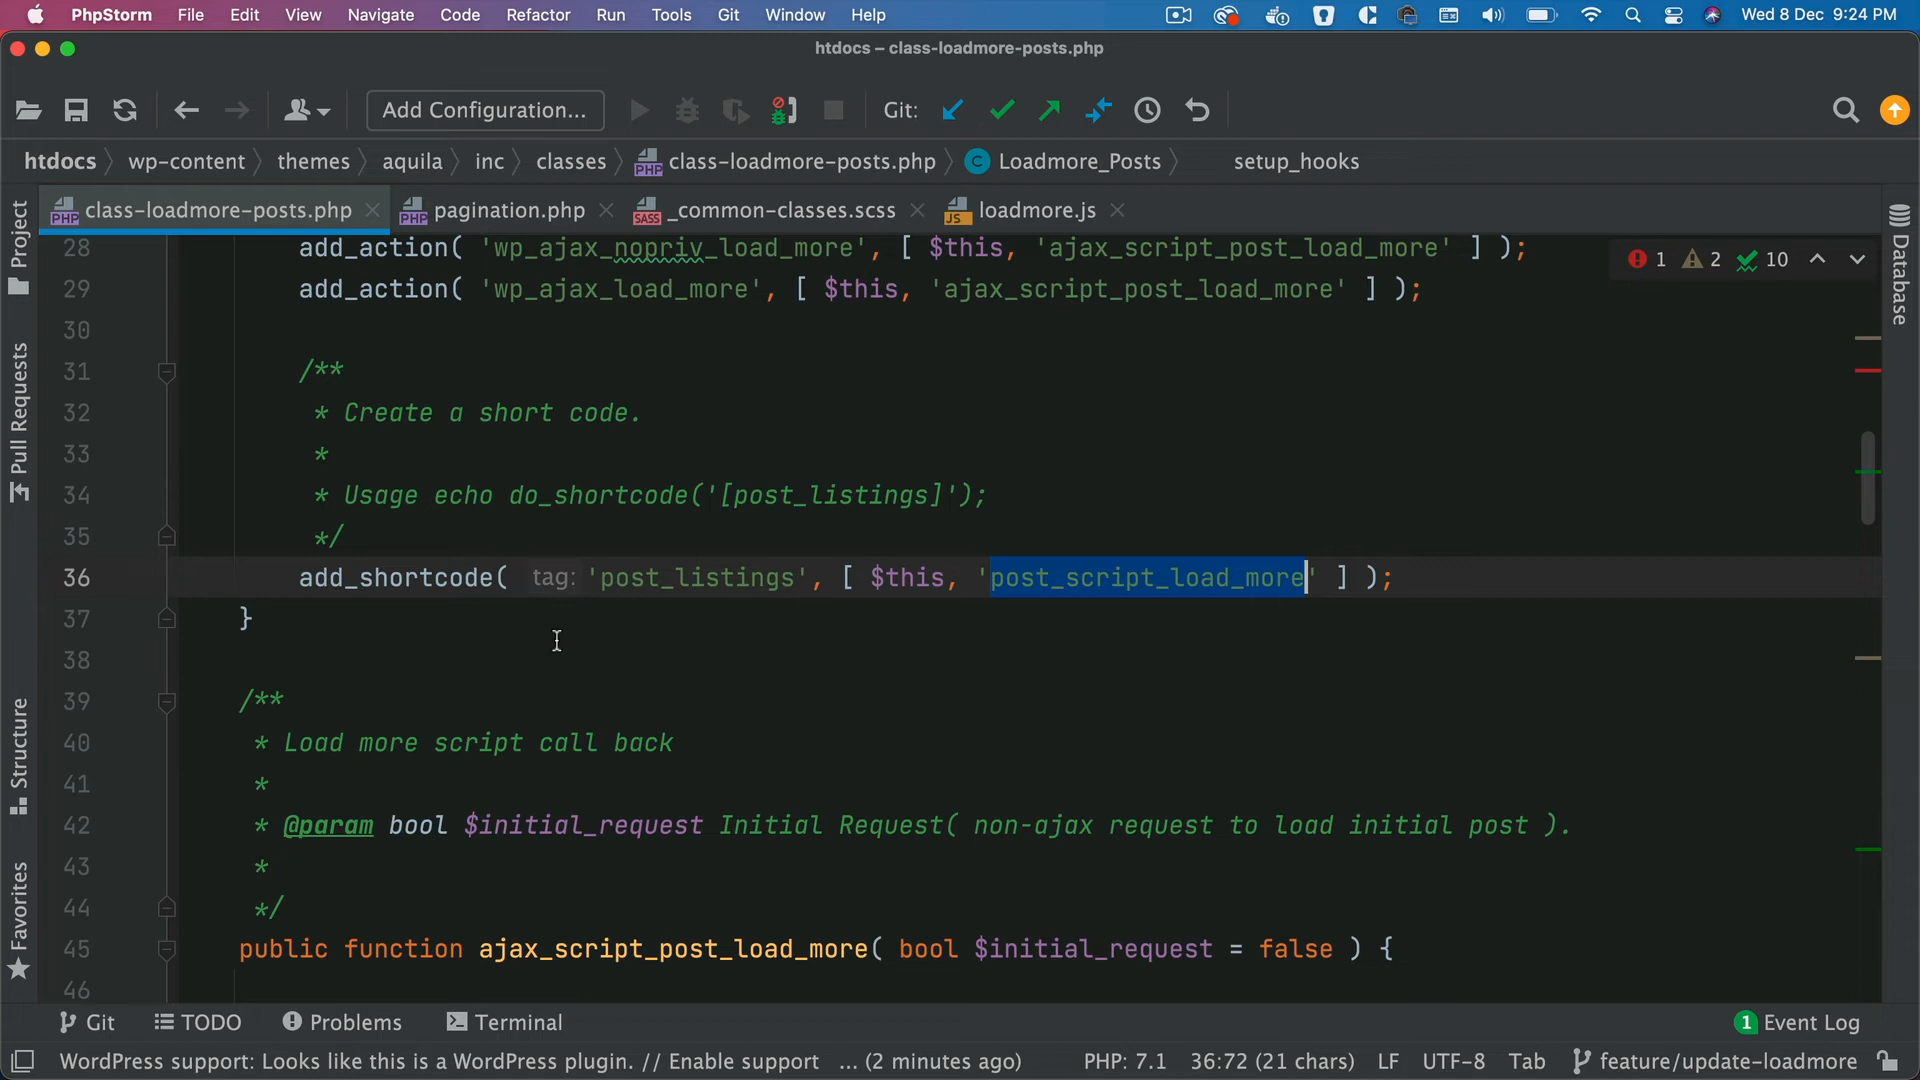 PhpStorm File Edit View Navigate Code Refactor Run Tools Git Window Help Wed 8 Dec 9:24 PM
htdocs – class-loadmore-posts.php
Add Configuration... Git:
htdocs wp-content themes aquila inc classes class-loadmore-posts.php Loadmore_Posts setup_hooks
class-loadmore-posts.php pagination.php _common-classes.scss loadmore.js
Project
Pull Requests
Structure
Favorites
Database
1 2 10
28 add_action( 'wp_ajax_nopriv_load_more', [ $this, 'ajax_script_post_load_more' ] );
29 add_action( 'wp_ajax_load_more', [ $this, 'ajax_script_post_load_more' ] );
30
31 /**
32 * Create a short code.
33 *
34 * Usage echo do_shortcode('[post_listings]');
35 */
36 add_shortcode( tag: 'post_listings', [ $this, 'post_script_load_more' ] );
37 }
38
39 /**
40 * Load more script call back
41 *
42 * @param bool $initial_request Initial Request( non-ajax request to load initial post ).
43 *
44 */
45 public function ajax_script_post_load_more( bool $initial_request = false ) {
46
Git TODO Problems Terminal 1 Event Log
WordPress support: Looks like this is a WordPress plugin. // Enable support ... (2 minutes ago) PHP: 7.1 36:72 (21 chars) LF UTF-8 Tab feature/update-loadmore